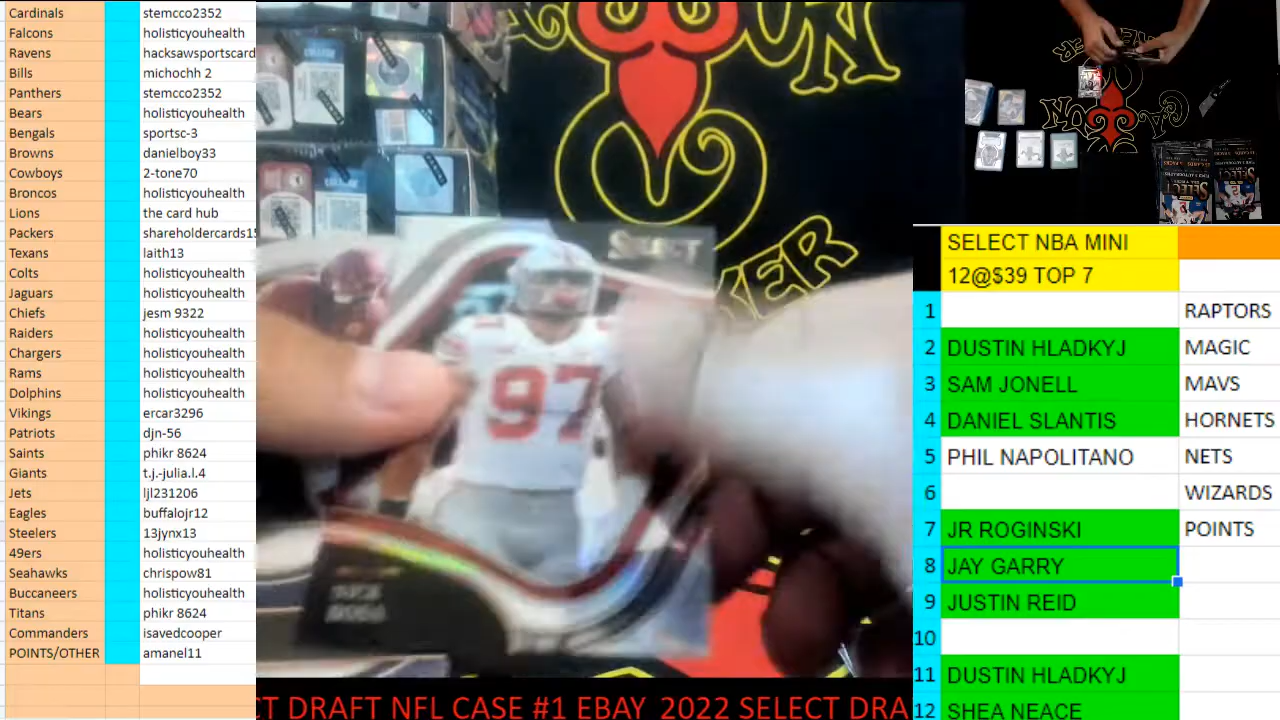 Cardinals stemcco2352
Falcons holisticyouhealth
Ravens hacksawsportscard
Bills michochh 2
Panthers stemcco2352
Bears holisticyouhealth
Bengals sportsc-3
Browns danielboy33
Cowboys 2-tone70
Broncos holisticyouhealth
Lions the card hub
Packers shareholdercards15
Texans laith13
Colts holisticyouhealth
Jaguars holisticyouhealth
Chiefs jesm 9322
Raiders holisticyouhealth
Chargers holisticyouhealth
Rams holisticyouhealth
Dolphins holisticyouhealth
Vikings ercar3296
Patriots djn-56
Saints phikr 8624
Giants t.j.-julia.l.4
Jets ljl231206
Eagles buffalojr12
Steelers 13jynx13
49ers holisticyouhealth
Seahawks chrispow81
Buccaneers holisticyouhealth
Titans phikr 8624
Commanders isavedcooper
POINTS/OTHER amanel11
SELECT
97
SELECT
SELECT NBA MINI
12@$39 TOP 7
1 RAPTORS
2 DUSTIN HLADKYJ MAGIC
3 SAM JONELL MAVS
4 DANIEL SLANTIS HORNETS
5 PHIL NAPOLITANO NETS
6 WIZARDS
7 JR ROGINSKI POINTS
8 JAY GARRY
9 JUSTIN REID
10
11 DUSTIN HLADKYJ
12 SHEA NEACE
CT DRAFT NFL CASE #1 EBAY 2022 SELECT DRA